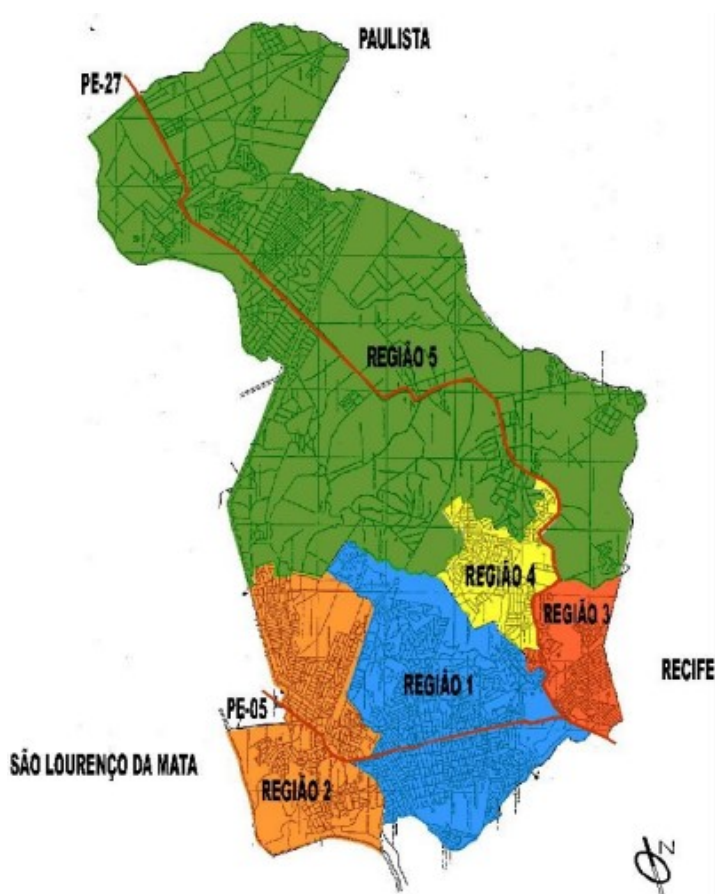 PAULISTA
PE-27
REGIÃO 5
REGIÃO 4
REGIÃO 3
RECIFE
REGIÃO 1
PE-05
SÃO LOURENÇO DA MATA
REGIÃO 2
N